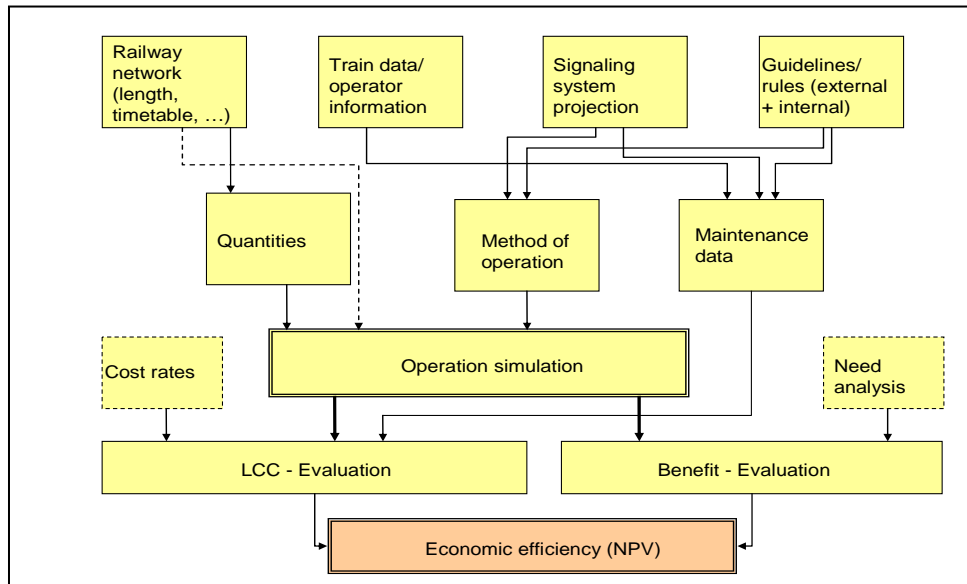 Railway
network
(length,
timetable, …)
Train data/
operator
information
Signaling
system
projection
Guidelines/
rules (external
+ internal)
Quantities
Method of
operation
Maintenance
data
Cost rates
Operation simulation
Need
analysis
LCC - Evaluation
Benefit - Evaluation
Economic efficiency (NPV)